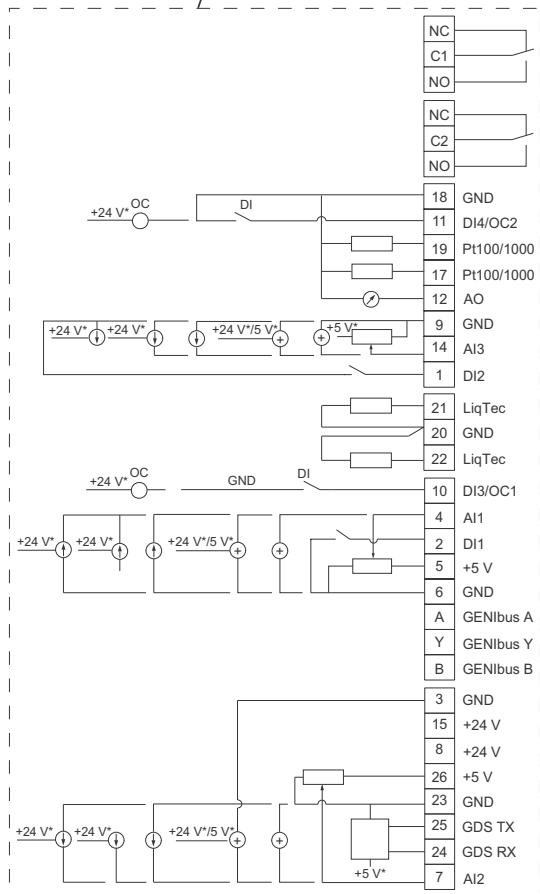 NC
C1
NO
NC
C2
NO
18 GND
+24 V* OC DI 11 DI4/OC2
19 Pt100/1000
17 Pt100/1000
12 AO
9 GND
+24 V* +24 V* +24 V*/5 V* +5 V*
14 AI3
1 DI2
21 LiqTec
20 GND
22 LiqTec
+24 V* OC GND DI 10 DI3/OC1
4 AI1
2 DI1
+24 V* +24 V* +24 V*/5 V*
5 +5 V
6 GND
A GENIbus A
Y GENIbus Y
B GENIbus B
3 GND
15 +24 V
8 +24 V
26 +5 V
23 GND
25 GDS TX
+24 V* +24 V* +24 V*/5 V*
24 GDS RX
+5 V*
7 AI2